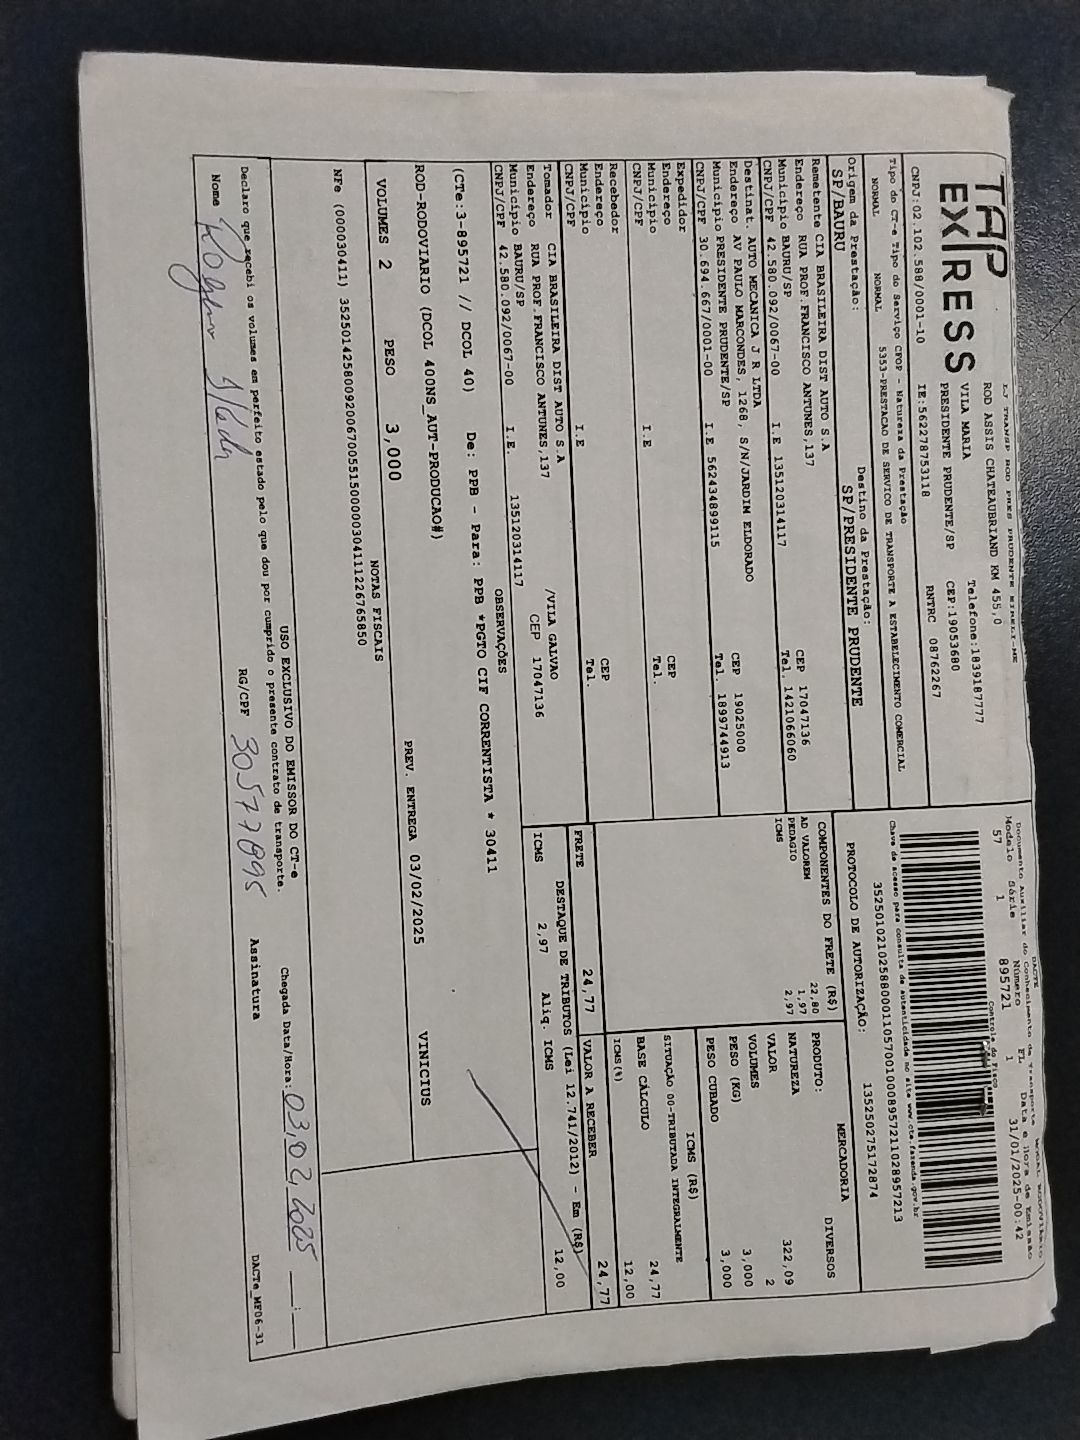 TAP
EXPRESS
ROD ASSIS CHATEAUBRIAND KM 455,0
VILA MARIA Telefone:1839187777
PRESIDENTE PRUDENTE/SP CEP:19053680
CNPJ:02.102.588/0001-10 IE:562278753118 RNTRC 08762267
Tipo do CT-e Tipo do Serviço CFOP - Natureza da Prestação
NORMAL NORMAL 5353-PRESTACAO DE SERVICO DE TRANSPORTE A ESTABELECIMENTO COMERCIAL
Origem da Prestação: Destino da Prestação:
SP/BAURU SP/PRESIDENTE PRUDENTE
Remetente CIA BRASILEIRA DIST AUTO S.A
Endereço RUA PROF.FRANCISCO ANTUNES,137 CEP 17047136
Município BAURU/SP Tel. 1421066060
CNPJ/CPF 42.580.092/0067-00 I.E 135120314117
Destinat. AUTO MECANICA J R LTDA
Endereço AV PAULO MARCONDES, 1268, S/N/JARDIM ELDORADO CEP 19025000
Município PRESIDENTE PRUDENTE/SP Tel. 1899744913
CNPJ/CPF 30.694.667/0001-00 I.E 562434899115
Expedidor
Endereço CEP
Município Tel.
CNPJ/CPF I.E
Recebedor
Endereço CEP
Município Tel.
CNPJ/CPF I.E
Tomador CIA BRASILEIRA DIST AUTO S.A /VILA GALVAO
Endereço RUA PROF.FRANCISCO ANTUNES,137 CEP 17047136
Município BAURU/SP
CNPJ/CPF 42.580.092/0067-00 I.E. 135120314117
Documento Auxiliar do Conhecimento de Transporte
Modelo Série Número FL Data e Hora de Emissão
57 1 895721 1 31/01/2025-00:42
Controle do Fisco
Chave de acesso para consulta de autenticidade no site www.cte.fazenda.gov.br
35250102102588000110570010008957211028957213
PROTOCOLO DE AUTORIZAÇÃO: 135250275172874
COMPONENTES DO FRETE (R$)
22,80
AD VALOREM 1,97
PEDAGIO 2,97
ICMS
MERCADORIA
PRODUTO: DIVERSOS
NATUREZA
VALOR 322,09
VOLUMES 2
PESO (KG) 3,000
PESO CUBADO 3,000
ICMS (R$)
SITUAÇÃO 00-TRIBUTADA INTEGRALMENTE
BASE CÁLCULO 24,77
ICMS(%) 12,00
FRETE 24,77 VALOR A RECEBER 24,77
DESTAQUE DE TRIBUTOS (Lei 12.741/2012) - Em (R$)
ICMS 2,97 Aliq. ICMS 12,00
OBSERVAÇÕES
(CTe:3-895721 // DCOL 40) De: PPB - Para: PPB *PGTO CIF CORRENTISTA * 30411
ROD-RODOVIARIO (DCOL 400NS_AUT-PRODUCAO#)
PREV. ENTREGA 03/02/2025 VINICIUS
VOLUMES 2 PESO 3,000
NOTAS FISCAIS
NFe (000030411) 35250142580092006700551500000304111226765850
USO EXCLUSIVO DO EMISSOR DO CT-e
Declaro que recebi os volumes em perfeito estado pelo que dou por cumprido o presente contrato de transporte.
Chegada Data/Hora: 03,02,2025 __:__
Nome RG/CPF 30577895 Assinatura
DACTe_MF06-31